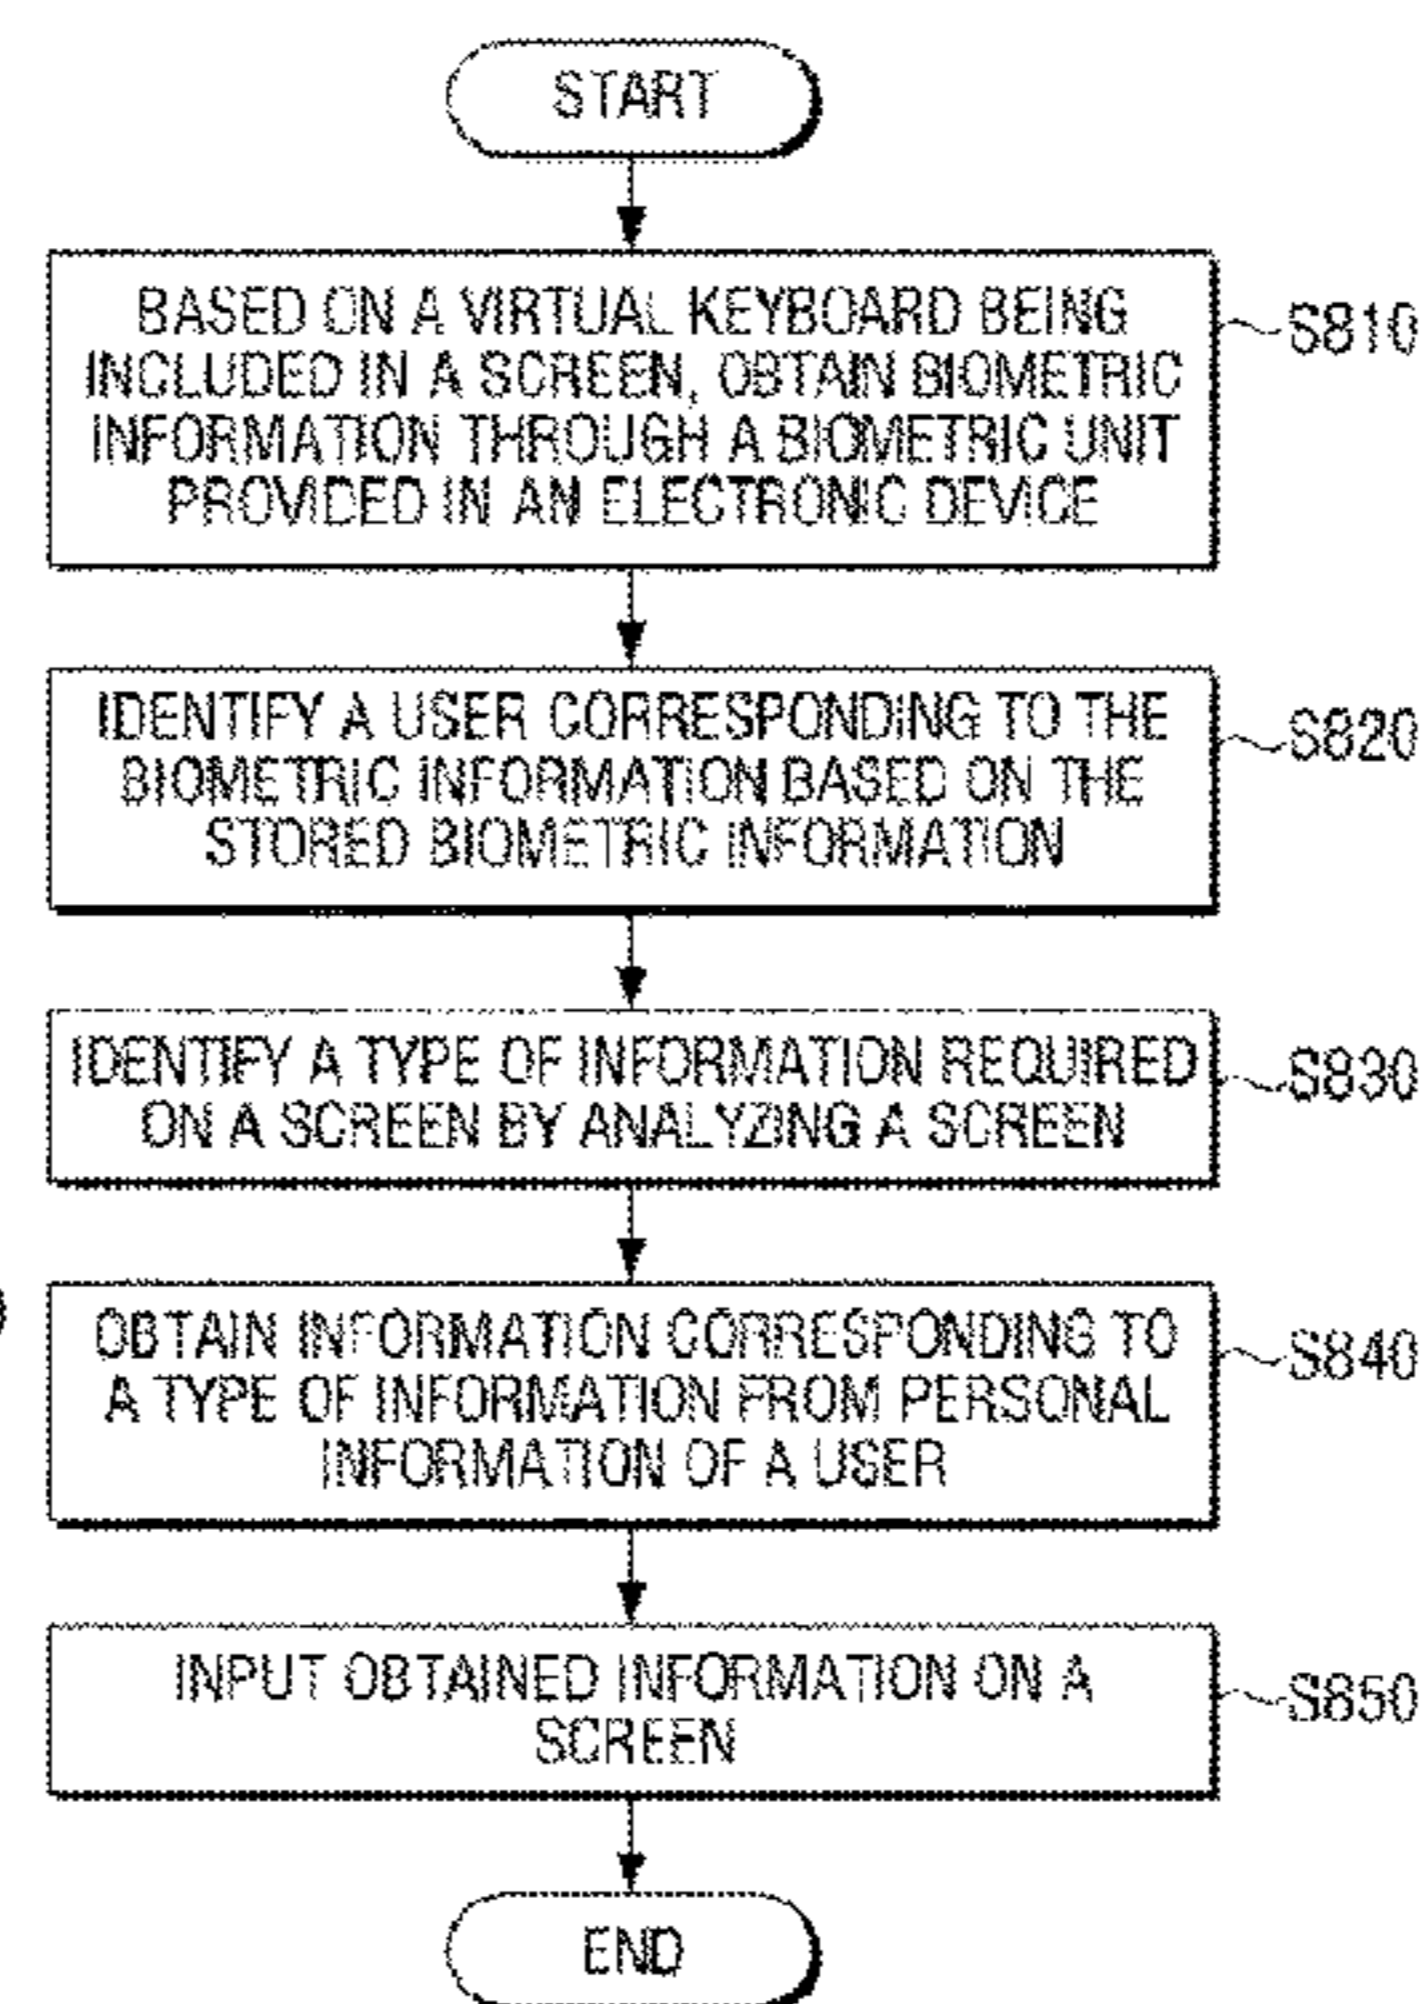 START
BASED ON A VIRTUAL KEYBOARD BEING
INCLUDED IN A SCREEN, OBTAIN BIOMETRIC
INFORMATION THROUGH A BIOMETRIC UNIT
PROVIDED IN AN ELECTRONIC DEVICE
S810
IDENTIFY A USER CORRESPONDING TO THE
BIOMETRIC INFORMATION BASED ON THE
STORED BIOMETRIC INFORMATION
S820
IDENTIFY A TYPE OF INFORMATION REQUIRED
ON A SCREEN BY ANALYZING A SCREEN
S830
OBTAIN INFORMATION CORRESPONDING TO
A TYPE OF INFORMATION FROM PERSONAL
INFORMATION OF A USER
S840
INPUT OBTAINED INFORMATION ON A
SCREEN
S850
END